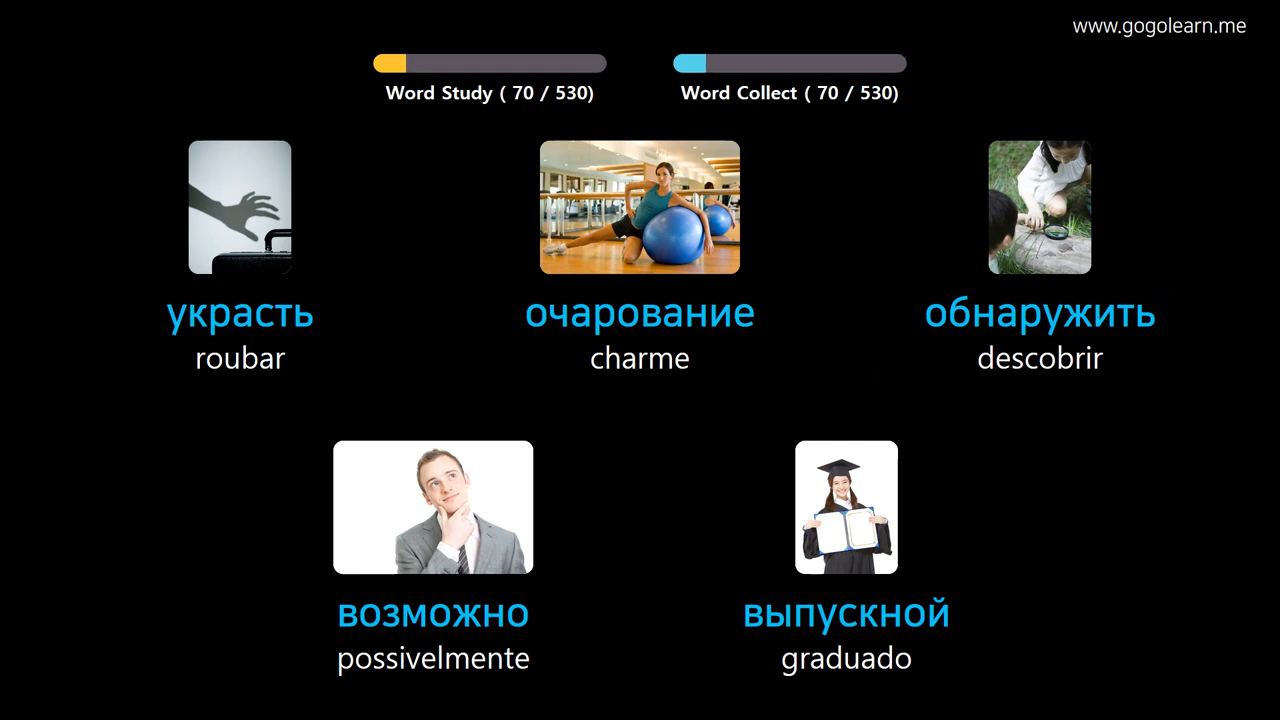 www.gogolearn.me
Word Study ( 70 / 530)
Word Collect ( 70 / 530)
украсть
roubar
очарование
charme
обнаружить
descobrir
возможно
possivelmente
выпускной
graduado